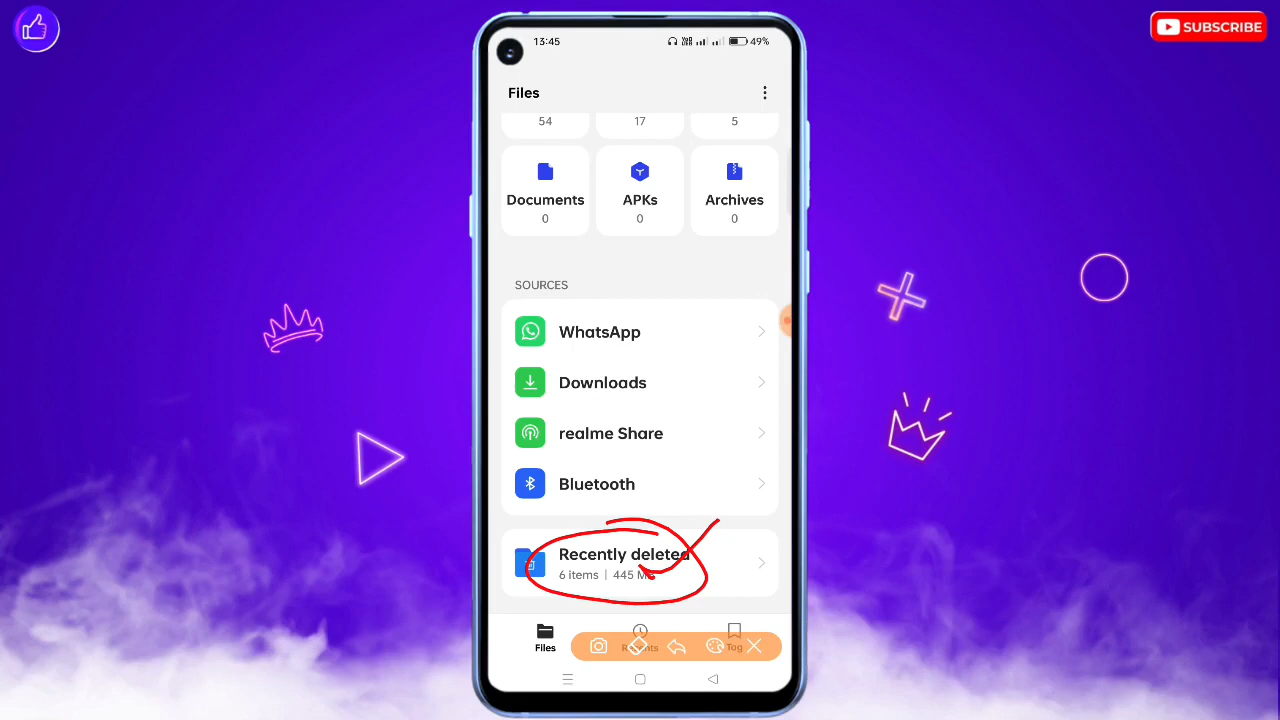 SUBSCRIBE
13:45
49%
Files
54 17 5
Documents APKs Archives
0 0 0
SOURCES
WhatsApp
Downloads
realme Share
Bluetooth
Recently deleted
6 items | 445
Files Tag